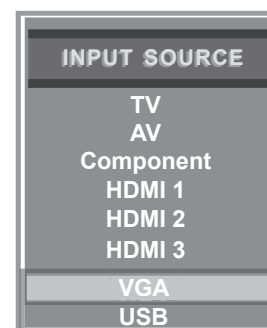 INPUT SOURCE
TV
AV
Component
HDMI 1
HDMI 2
HDMI 3
VGA
USB